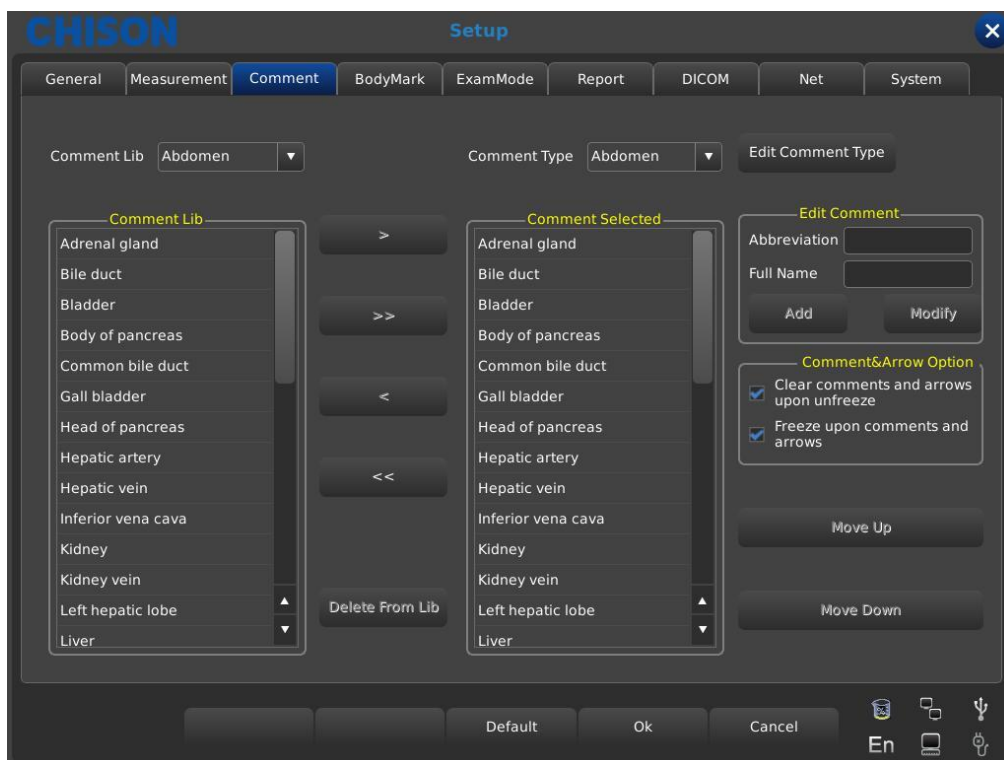 CHISON
Setup
General
Measurement
Comment
BodyMark
ExamMode
Report
DICOM
Net
System
Comment Lib
Abdomen
Comment Type
Abdomen
Edit Comment Type
Comment Lib
Adrenal gland
Bile duct
Bladder
Body of pancreas
Common bile duct
Gall bladder
Head of pancreas
Hepatic artery
Hepatic vein
Inferior vena cava
Kidney
Kidney vein
Left hepatic lobe
Liver
>
>>
<
<<
Delete From Lib
Comment Selected
Adrenal gland
Bile duct
Bladder
Body of pancreas
Common bile duct
Gall bladder
Head of pancreas
Hepatic artery
Hepatic vein
Inferior vena cava
Kidney
Kidney vein
Left hepatic lobe
Liver
Edit Comment
Abbreviation
Full Name
Add
Modify
Comment&Arrow Option
Clear comments and arrows
upon unfreeze
Freeze upon comments and
arrows
Move Up
Move Down
Default
Ok
Cancel
En